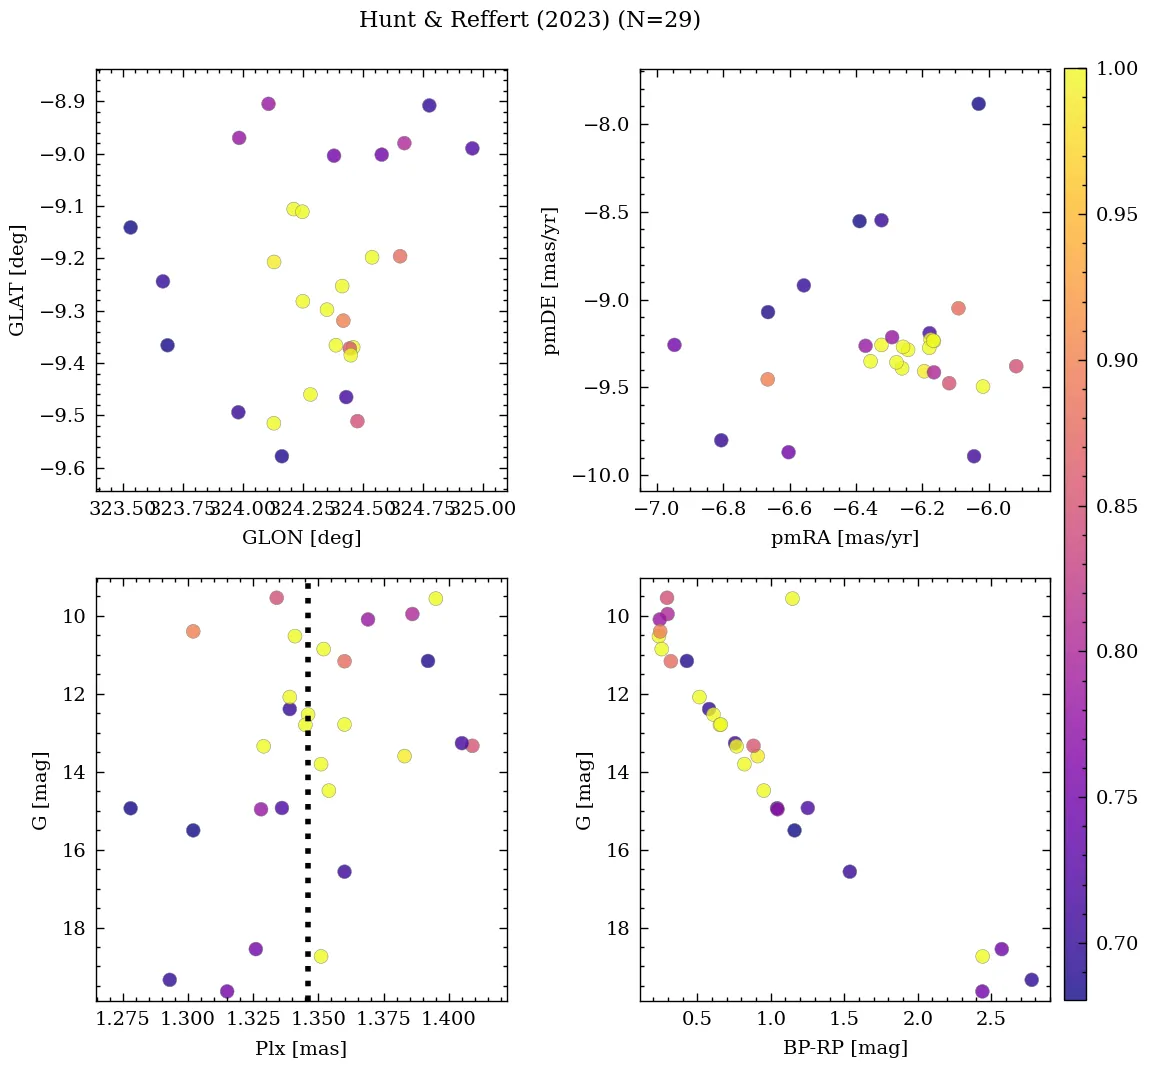 Hunt & Reffert (2023) (N=29)
−8.9
−9.0
−9.1
−9.2
−9.3
−9.4
−9.5
−9.6
GLAT [deg]
323.50 323.75 324.00 324.25 324.50 324.75 325.00
GLON [deg]
−8.0
−8.5
−9.0
−9.5
−10.0
pmDE [mas/yr]
−7.0 −6.8 −6.6 −6.4 −6.2 −6.0
pmRA [mas/yr]
10
12
14
16
18
G [mag]
1.275 1.300 1.325 1.350 1.375 1.400
Plx [mas]
10
12
14
16
18
G [mag]
0.5 1.0 1.5 2.0 2.5
BP-RP [mag]
1.00
0.95
0.90
0.85
0.80
0.75
0.70